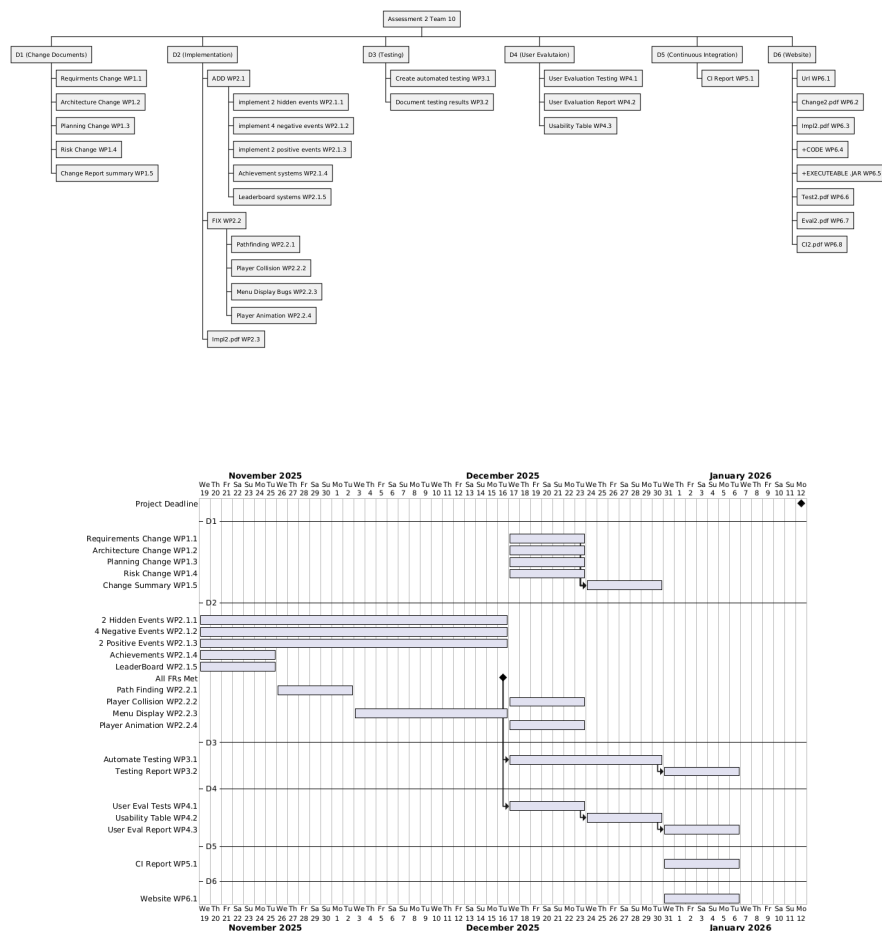 Assessment 2 Team 10
D1 (Change Documents)
D2 (Implementation)
D3 (Testing)
D4 (User Evalutaion)
D5 (Continuous Integration)
D6 (Website)
Requirments Change WP1.1
Architecture Change WP1.2
Planning Change WP1.3
Risk Change WP1.4
Change Report summary WP1.5
ADD WP2.1
implement 2 hidden events WP2.1.1
implement 4 negative events WP2.1.2
implement 2 positive events WP2.1.3
Achievement systems WP2.1.4
Leaderboard systems WP2.1.5
FIX WP2.2
Pathfinding WP2.2.1
Player Collision WP2.2.2
Menu Display Bugs WP2.2.3
Player Animation WP2.2.4
Impl2.pdf WP2.3
Create automated testing WP3.1
Document testing results WP3.2
User Evaluation Testing WP4.1
User Evaluation Report WP4.2
Usability Table WP4.3
CI Report WP5.1
Url WP6.1
Change2.pdf WP6.2
Impl2.pdf WP6.3
+CODE WP6.4
+EXECUTEABLE .JAR WP6.5
Test2.pdf WP6.6
Eval2.pdf WP6.7
CI2.pdf WP6.8
November 2025 December 2025 January 2026
We Th Fr Sa Su Mo Tu We Th Fr Sa Su Mo Tu We Th Fr Sa Su Mo Tu We Th Fr Sa Su Mo Tu We Th Fr Sa Su Mo Tu We Th Fr Sa Su Mo Tu We Th Fr Sa Su Mo Tu We Th Fr Sa Su Mo
19 20 21 22 23 24 25 26 27 28 29 30 1 2 3 4 5 6 7 8 9 10 11 12 13 14 15 16 17 18 19 20 21 22 23 24 25 26 27 28 29 30 31 1 2 3 4 5 6 7 8 9 10 11 12
Project Deadline
D1
Requirements Change WP1.1
Architecture Change WP1.2
Planning Change WP1.3
Risk Change WP1.4
Change Summary WP1.5
D2
2 Hidden Events WP2.1.1
4 Negative Events WP2.1.2
2 Positive Events WP2.1.3
Achievements WP2.1.4
LeaderBoard WP2.1.5
All FRs Met
Path Finding WP2.2.1
Player Collision WP2.2.2
Menu Display WP2.2.3
Player Animation WP2.2.4
D3
Automate Testing WP3.1
Testing Report WP3.2
D4
User Eval Tests WP4.1
Usability Table WP4.2
User Eval Report WP4.3
D5
CI Report WP5.1
D6
Website WP6.1
We Th Fr Sa Su Mo Tu We Th Fr Sa Su Mo Tu We Th Fr Sa Su Mo Tu We Th Fr Sa Su Mo Tu We Th Fr Sa Su Mo Tu We Th Fr Sa Su Mo Tu We Th Fr Sa Su Mo Tu We Th Fr Sa Su Mo
19 20 21 22 23 24 25 26 27 28 29 30 1 2 3 4 5 6 7 8 9 10 11 12 13 14 15 16 17 18 19 20 21 22 23 24 25 26 27 28 29 30 31 1 2 3 4 5 6 7 8 9 10 11 12
November 2025 December 2025 January 2026